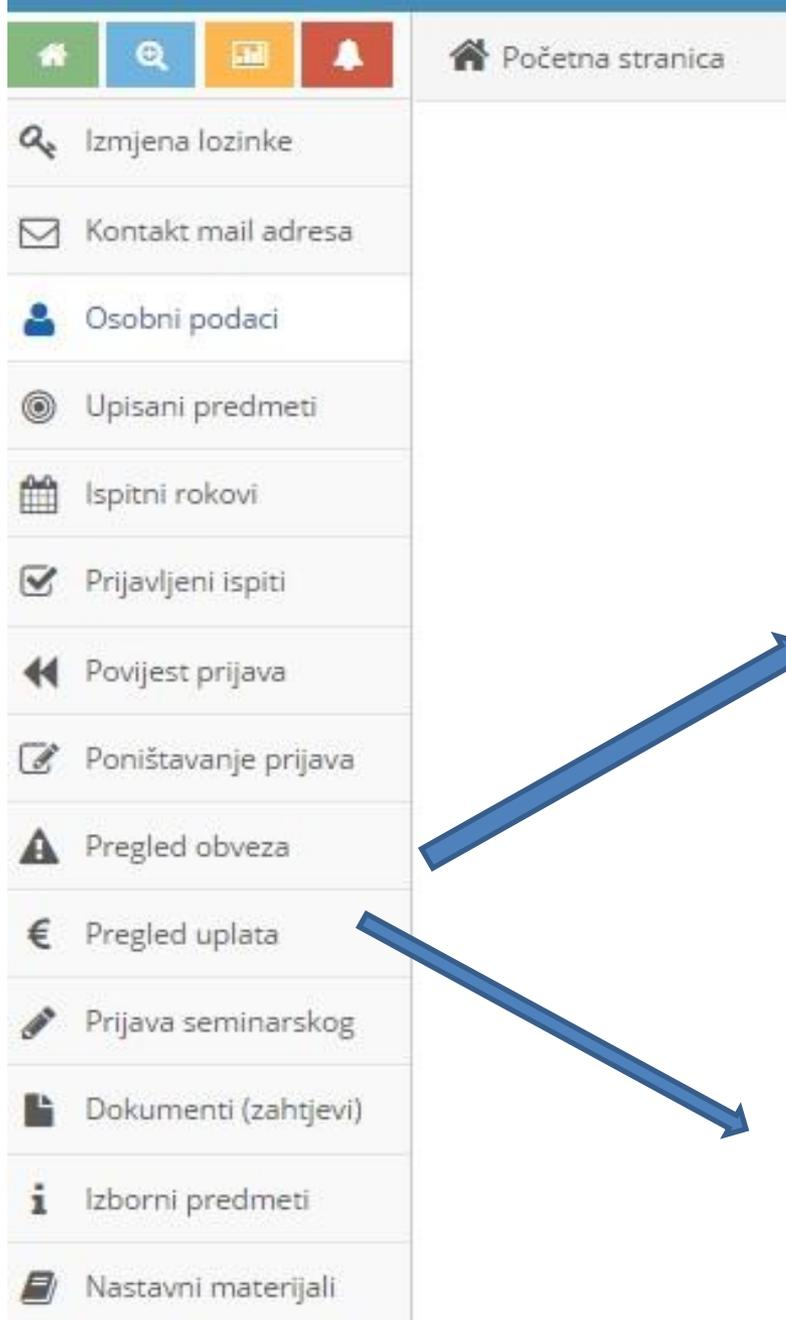 Početna stranica
Izmjena lozinke
Kontakt mail adresa
Osobni podaci
Upisani predmeti
Ispitni rokovi
Prijavljeni ispiti
Povijest prijava
Poništavanje prijava
Pregled obveza
€ Pregled uplata
Prijava seminarskog
Dokumenti (zahtjevi)
Izborni predmeti
Nastavni materijali